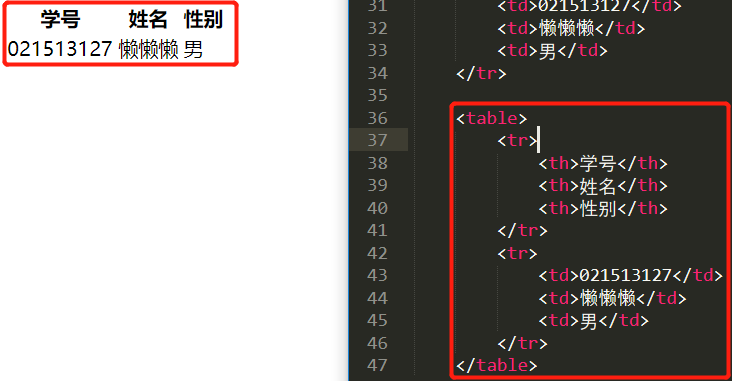 学号 姓名 性别
021513127 懒懒懒 男
31 <td>021513127</td>
32 <td>懒懒懒</td>
33 <td>男</td>
34 </tr>
35
36 <table>
37 <tr>
38 <th>学号</th>
39 <th>姓名</th>
40 <th>性别</th>
41 </tr>
42 <tr>
43 <td>021513127</td>
44 <td>懒懒懒</td>
45 <td>男</td>
46 </tr>
47 </table>